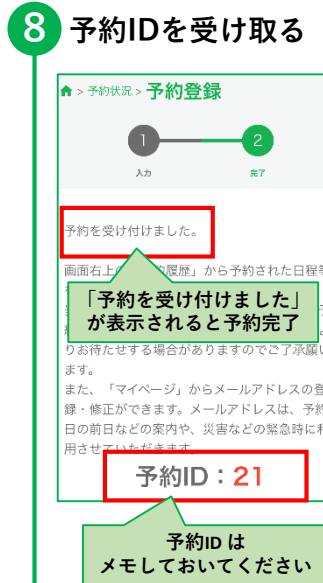 8 予約IDを受け取る
> 予約状況 > 予約登録
1 2
入力 完了
予約を受け付けました。
画面右上の 履歴」から予約された日程等
「予約を受け付けました」
が表示されると予約完了
りお待たせする場合がありますのでご了承願い
ます。
また、「マイページ」からメールアドレスの登
録・修正ができます。メールアドレスは、予約
日の前日などの案内や、災害などの緊急時に利
用させていただきます。
予約ID：21
予約ID は
メモしておいてください